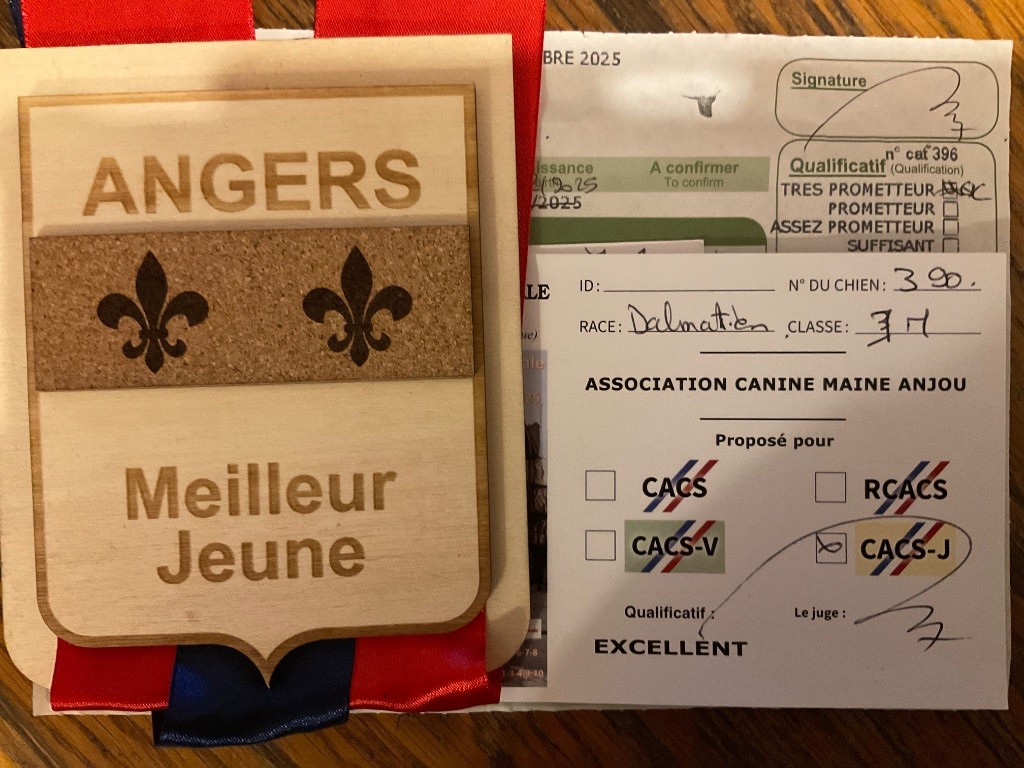 ANGERS
Meilleur
Jeune
BRE 2025
Signature
issance
A confirmer
To confirm
2025
/2025
n° cat 396
Qualificatif (Qualification)
TRES PROMETTEUR
PROMETTEUR
ASSEZ PROMETTEUR
SUFFISANT
LE
ID :
N° DU CHIEN : 390.
RACE : Dalmatien
CLASSE :
ASSOCIATION CANINE MAINE ANJOU
Proposé pour
CACS
RCACS
CACS-V
CACS-J
Qualificatif :
Le juge :
EXCELLENT